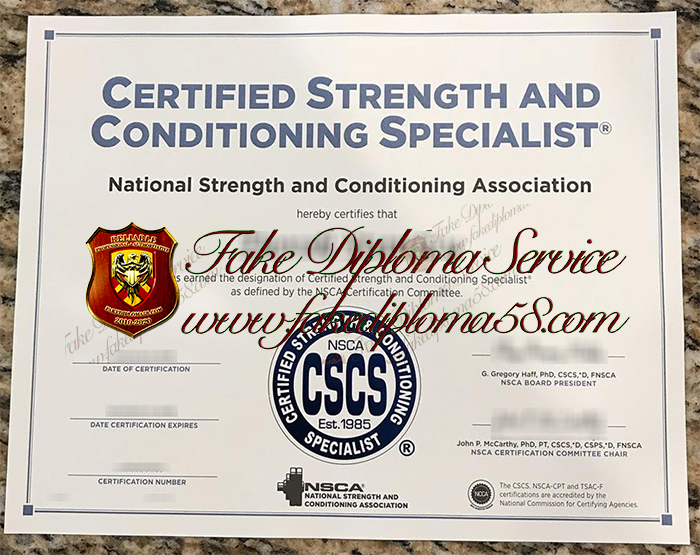 CERTIFIED STRENGTH AND
CONDITIONING SPECIALIST®
National Strength and Conditioning Association
hereby certifies that
RELIABLE
Fake Diploma Service
www.fakediploma58.com
2010-2020
s earned the designation of Certified Strength and Conditioning Specialist®
as defined by the NSCA Certification Committee.
DATE OF CERTIFICATION
DATE CERTIFICATION EXPIRES
CERTIFICATION NUMBER
CERTIFIED STRENGTH CONDITIONING
NSCA
CSCS
Est.1985
SPECIALIST
®
G. Gregory Haff, PhD, CSCS,*D, FNSCA
NSCA BOARD PRESIDENT
John P. McCarthy, PhD, PT, CSCS,*D, CSPS,*D, FNSCA
NSCA CERTIFICATION COMMITTEE CHAIR
NSCA®
NATIONAL STRENGTH AND
CONDITIONING ASSOCIATION
NCCA
The CSCS, NSCA-CPT and TSAC-F
certifications are accredited by the
National Commission for Certifying Agencies.